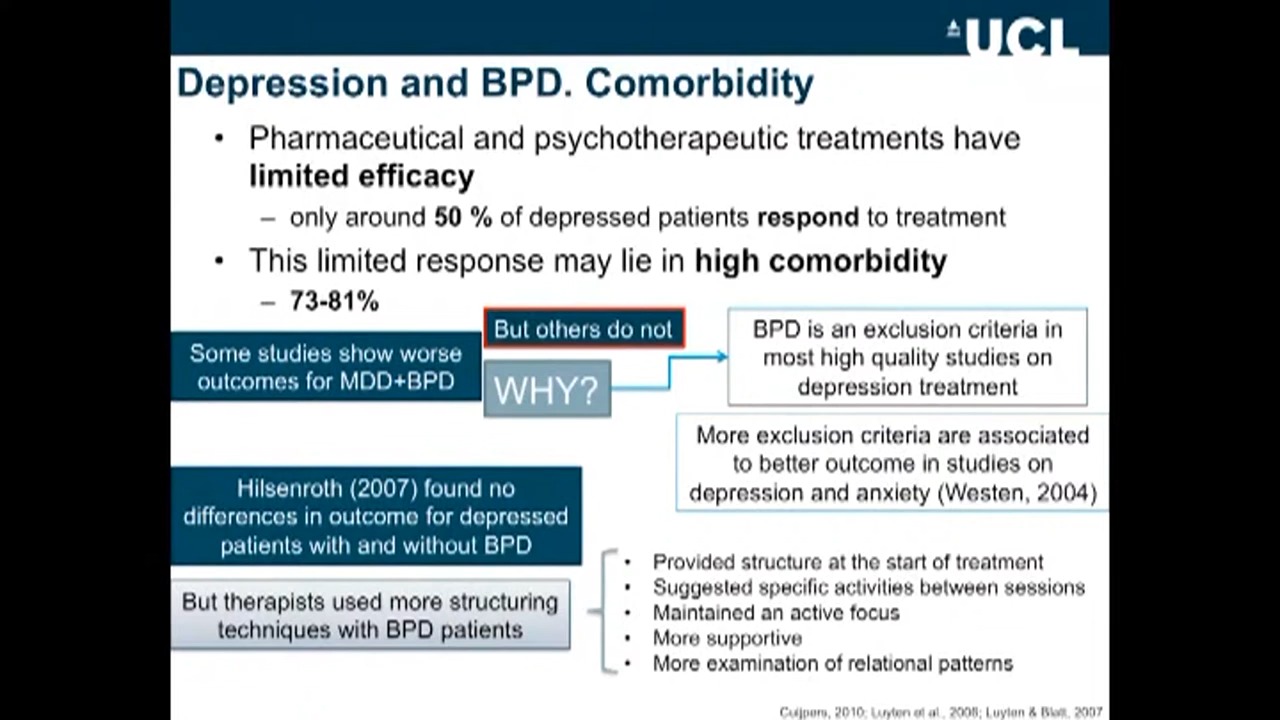 UCL
Depression and BPD. Comorbidity
• Pharmaceutical and psychotherapeutic treatments have
limited efficacy
– only around 50 % of depressed patients respond to treatment
• This limited response may lie in high comorbidity
– 73-81%
Some studies show worse
outcomes for MDD+BPD
But others do not
WHY?
BPD is an exclusion criteria in
most high quality studies on
depression treatment
More exclusion criteria are associated
to better outcome in studies on
depression and anxiety (Westen, 2004)
Hilsenroth (2007) found no
differences in outcome for depressed
patients with and without BPD
But therapists used more structuring
techniques with BPD patients
• Provided structure at the start of treatment
• Suggested specific activities between sessions
• Maintained an active focus
• More supportive
• More examination of relational patterns
Cuijpers, 2010; Luyten et al., 2006; Luyten & Blatt, 2007